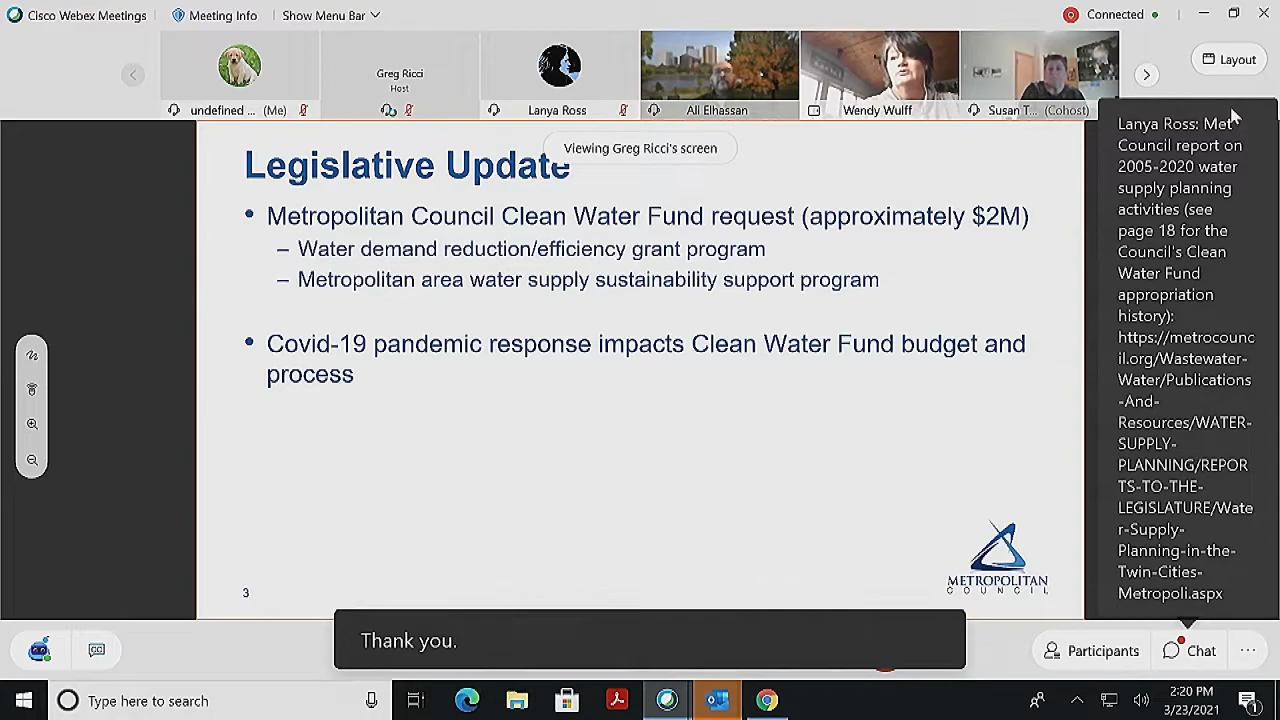 Cisco Webex Meetings
Meeting Info
Show Menu Bar
Connected
Layout
undefined ... (Me)
Greg Ricci
Host
Lanya Ross
Ali Elhassan
Wendy Wulff
Susan T... (Cohost)
Viewing Greg Ricci's screen
Legislative Update
• Metropolitan Council Clean Water Fund request (approximately $2M)
– Water demand reduction/efficiency grant program
– Metropolitan area water supply sustainability support program
• Covid-19 pandemic response impacts Clean Water Fund budget and
process
3
METROPOLITAN
COUNCIL
Lanya Ross: Met
Council report on
2005-2020 water
supply planning
activities (see
page 18 for the
Council's Clean
Water Fund
appropriation
history):
https://metrocounc
il.org/Wastewater-
Water/Publications
-And-
Resources/WATER-
SUPPLY-
PLANNING/REPOR
TS-TO-THE-
LEGISLATURE/Wate
r-Supply-
Planning-in-the-
Twin-Cities-
Metropoli.aspx
Thank you.
CC
Participants
Chat
Type here to search
2:20 PM
3/23/2021
1